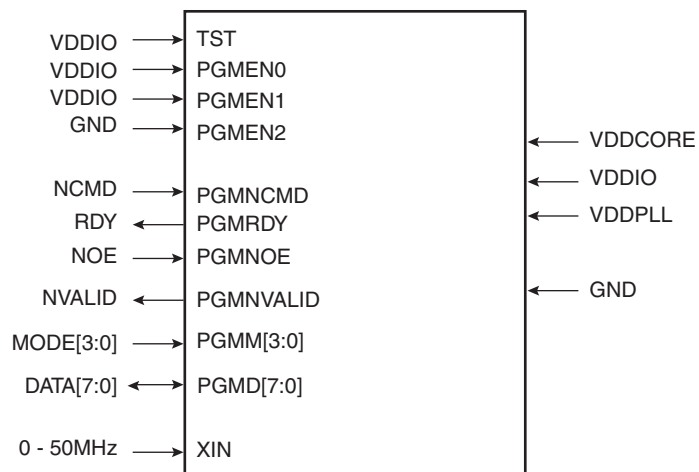 VDDIO TST
VDDIO PGMEN0
VDDIO PGMEN1
GND PGMEN2
VDDCORE
VDDIO
NCMD PGMNCMD
VDDPLL
RDY PGMRDY
NOE PGMNOE
GND
NVALID PGMNVALID
MODE[3:0] PGMM[3:0]
DATA[7:0] PGMD[7:0]
0 - 50MHz XIN